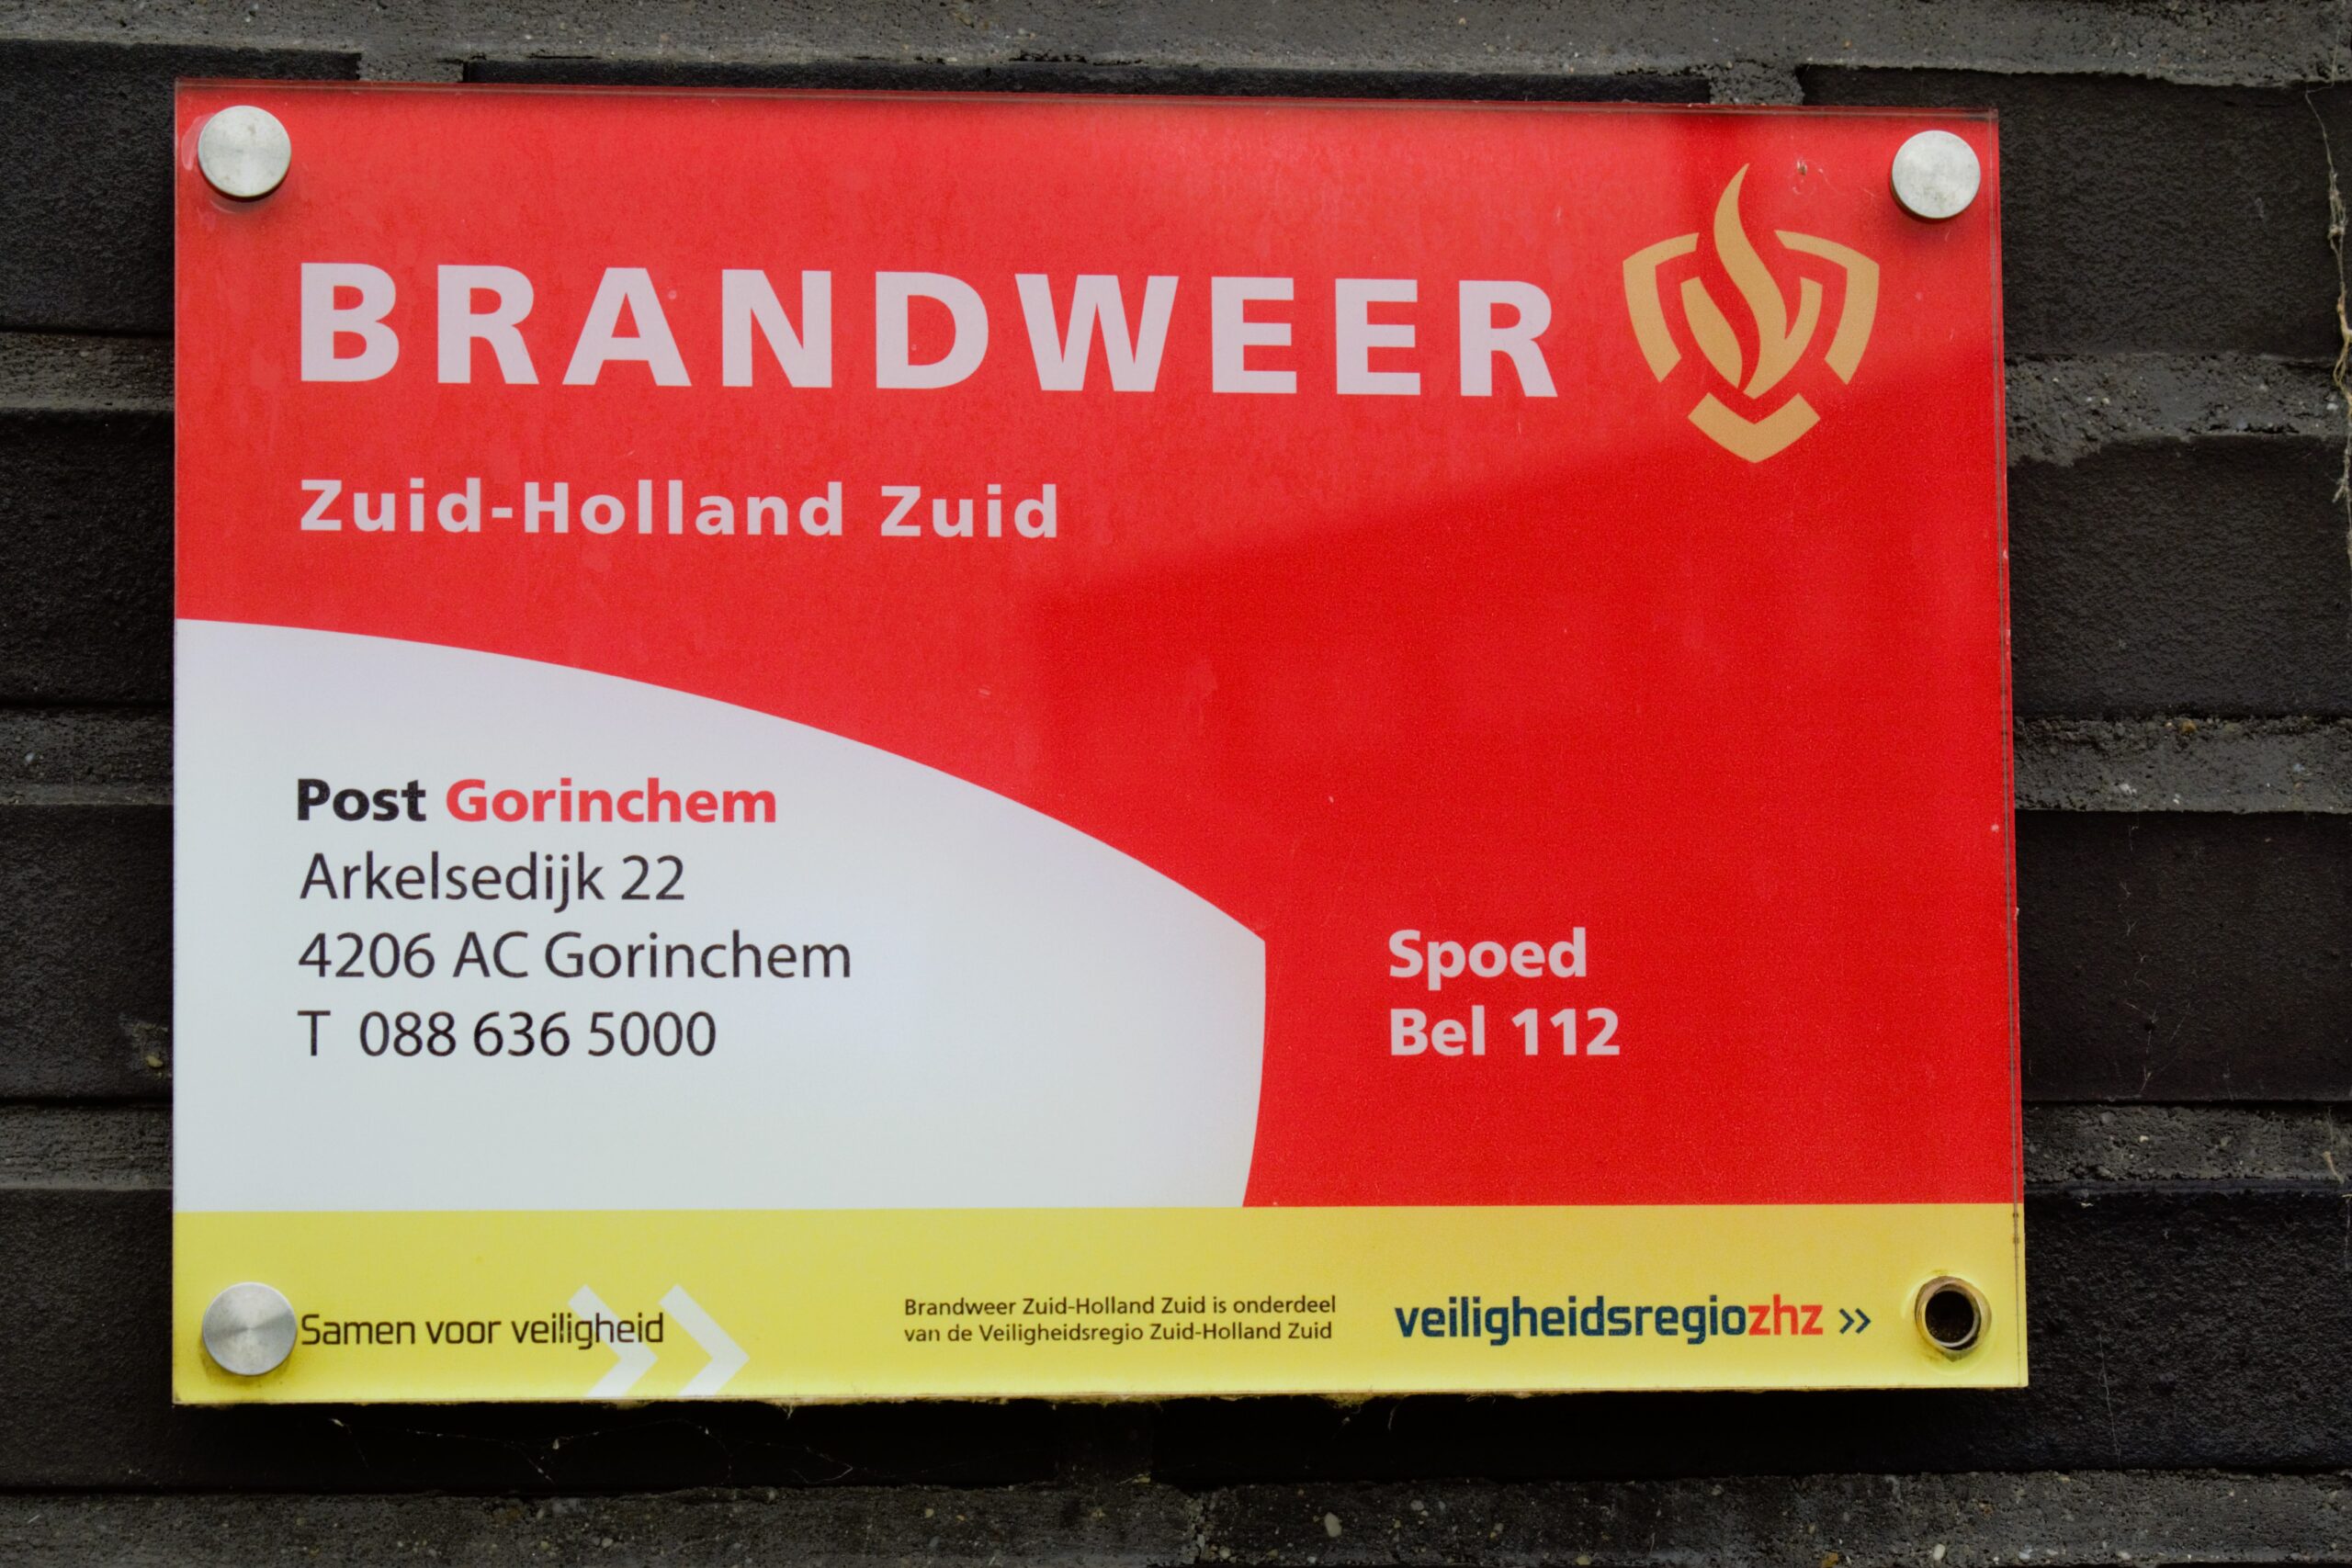 BRANDWEER
Zuid-Holland Zuid
Post Gorinchem
Arkelsedijk 22
4206 AC Gorinchem
T 088 636 5000
Spoed
Bel 112
Samen voor veiligheid
Brandweer Zuid-Holland Zuid is onderdeel
van de Veiligheidsregio Zuid-Holland Zuid
veiligheidsregiozhz »